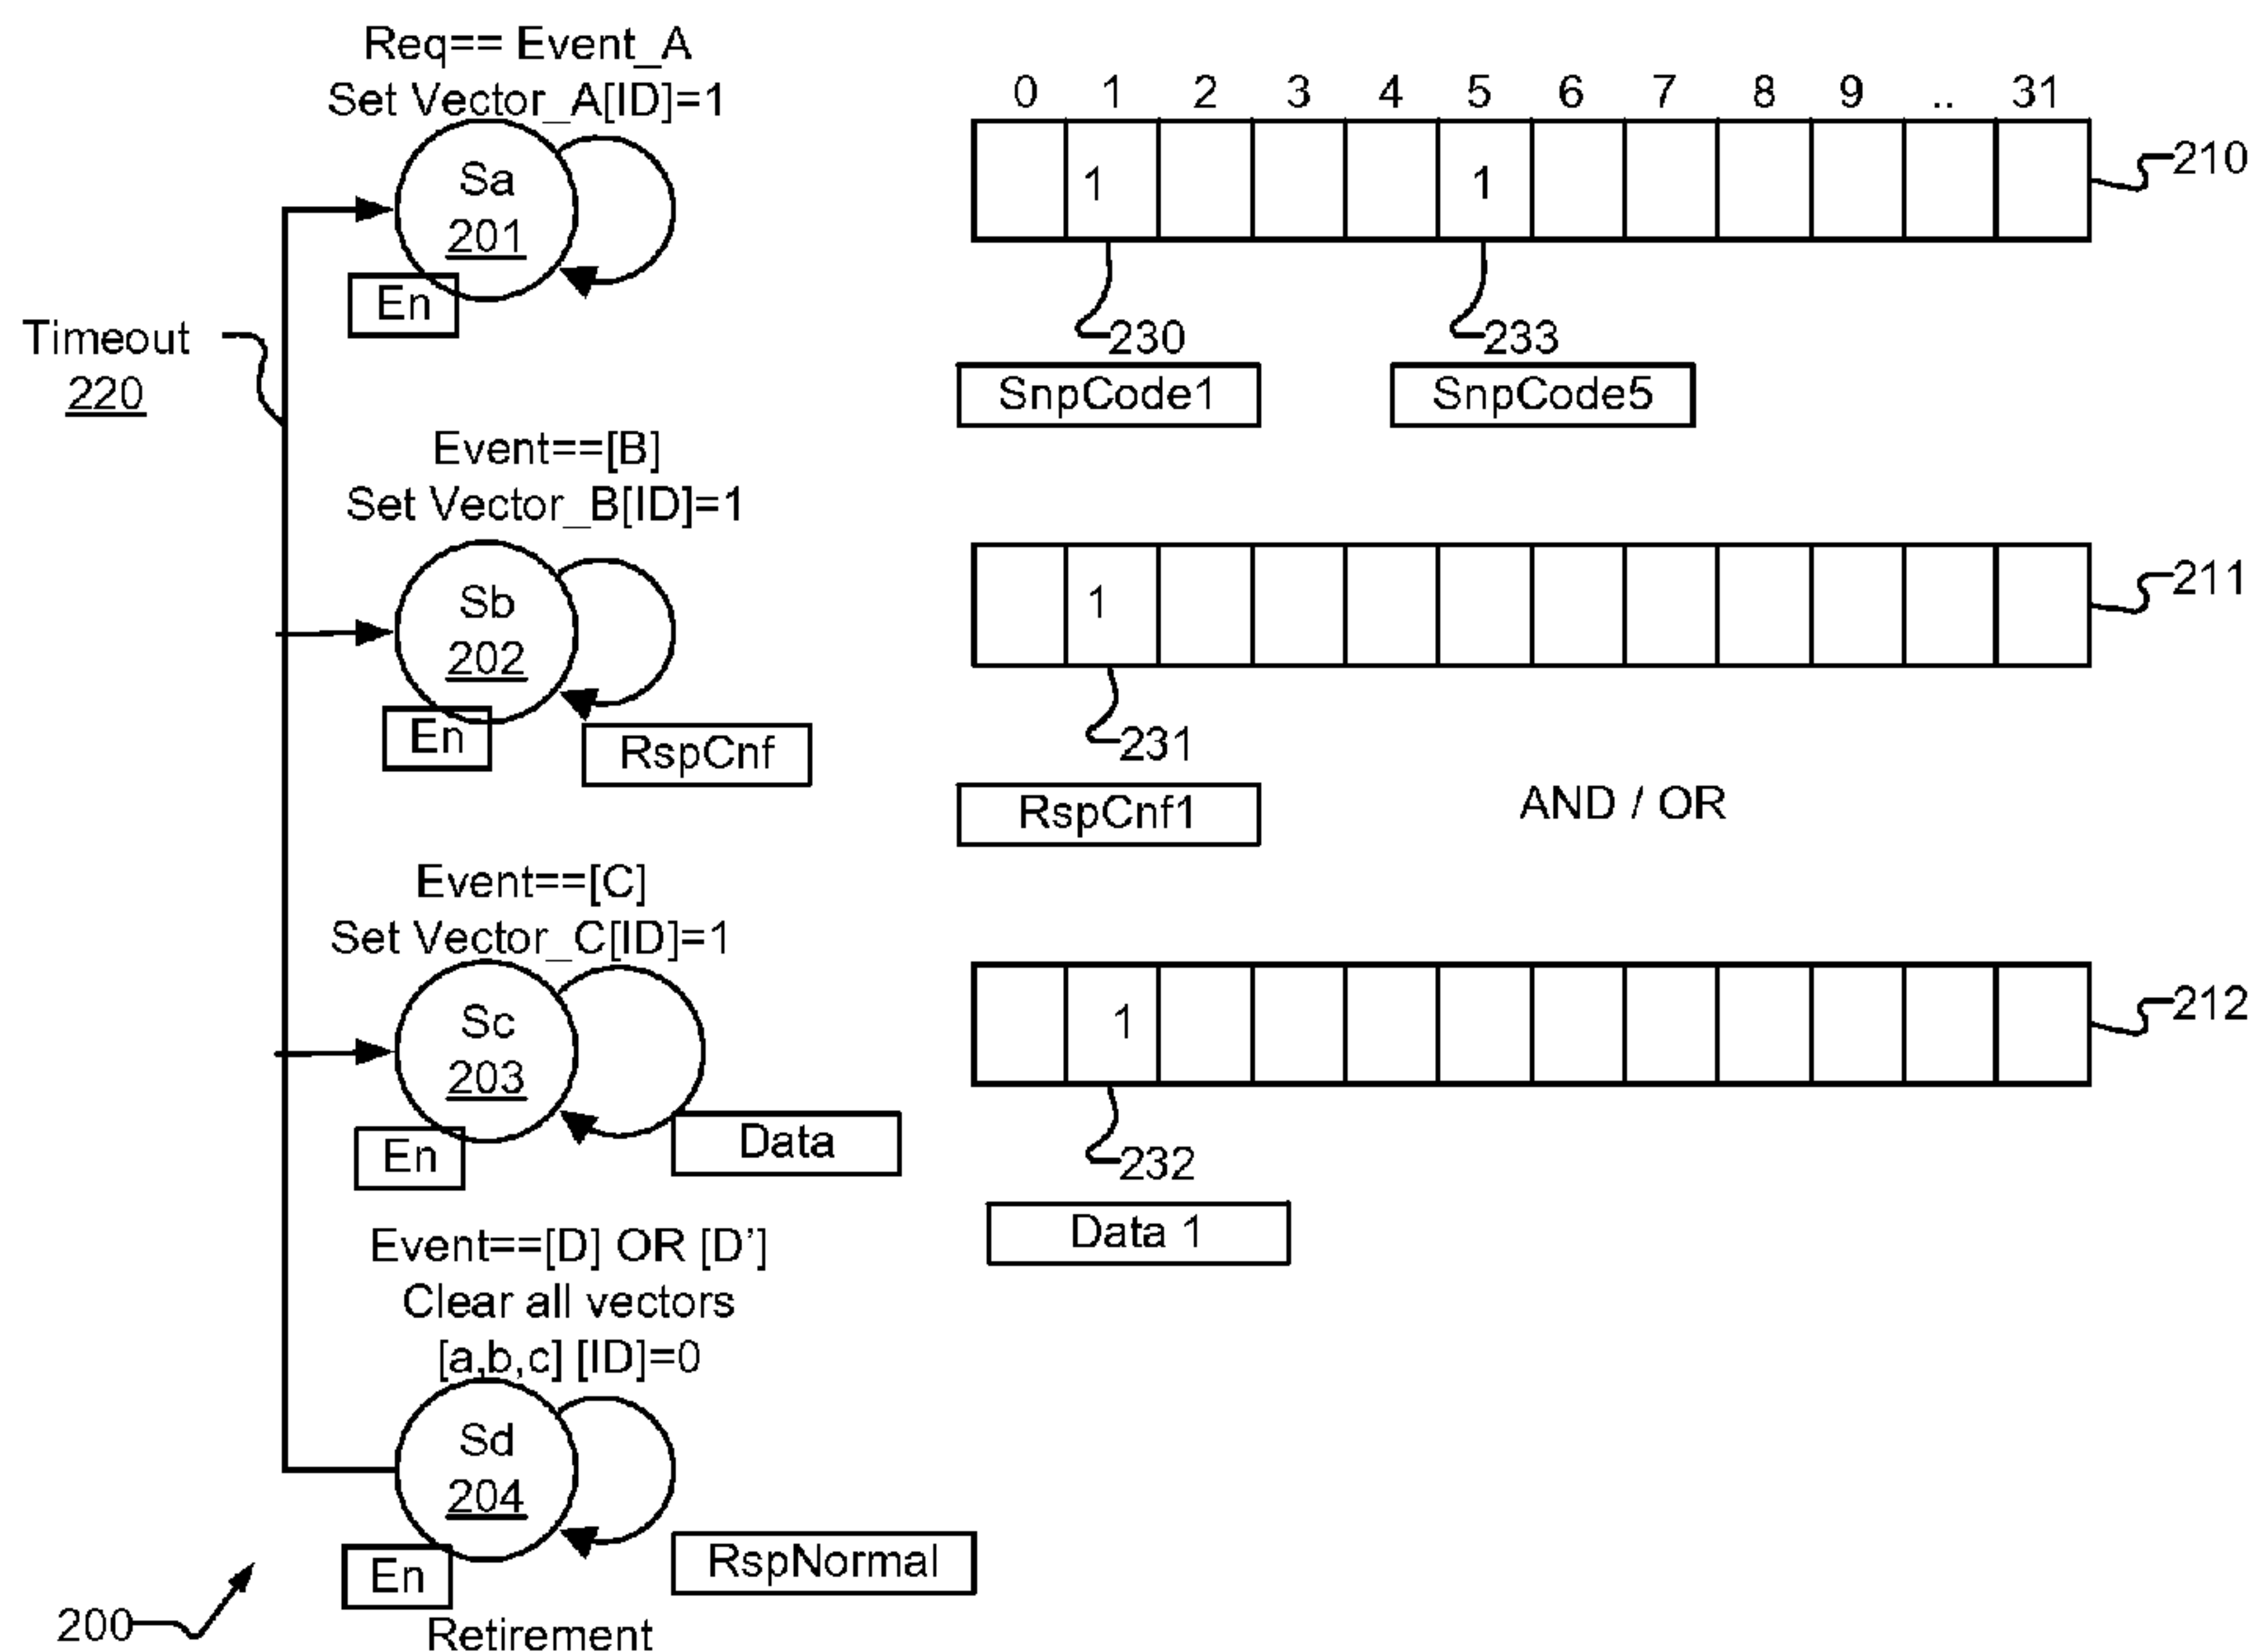 Req== Event_A
Set Vector_A[ID]=1
0 1 2 3 4 5 6 7 8 9 .. 31
Sa
201
En
1 1
210
230
233
SnpCode1
SnpCode5
Timeout
220
Event==[B]
Set Vector_B[ID]=1
Sb
202
En
RspCnf
1
211
231
RspCnf1
AND / OR
Event==[C]
Set Vector_C[ID]=1
Sc
203
En
Data
1
212
232
Data 1
Event==[D] OR [D’]
Clear all vectors
[a,b,c] [ID]=0
Sd
204
En
RspNormal
Retirement
200